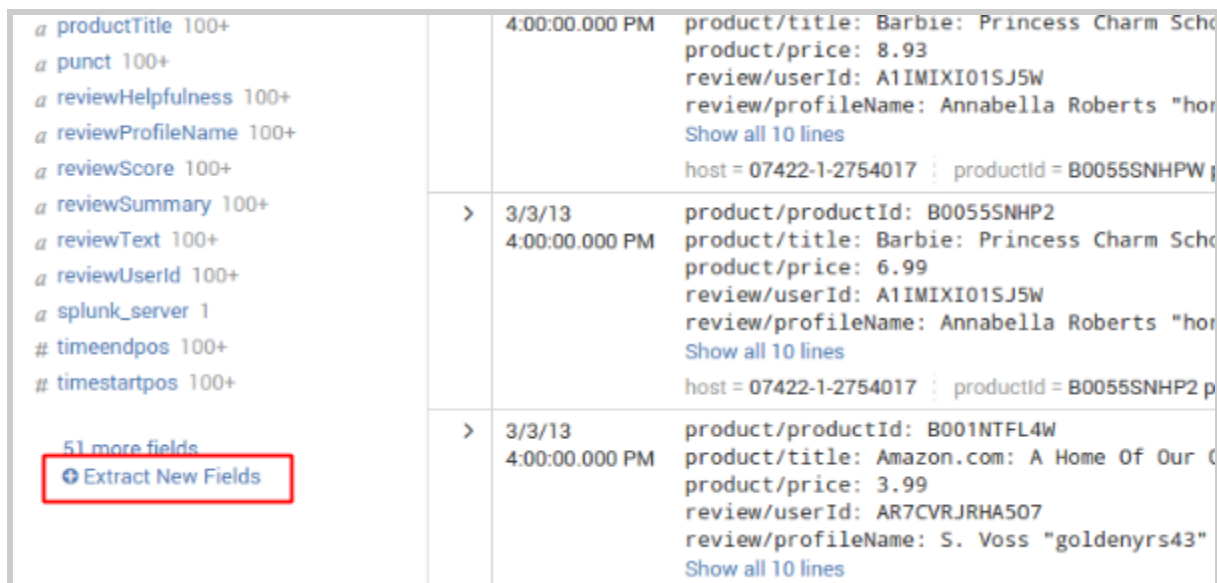 productTitle 100+
a punct 100+
a reviewHelpfulness 100+
a reviewProfileName 100+
a reviewScore 100+
a reviewSummary 100+
a reviewText 100+
a reviewUserId 100+
a splunk_server 1
# timeendpos 100+
# timestartpos 100+
51 more fields
Extract New Fields
4:00:00.000 PM
product/title: Barbie: Princess Charm Scho
product/price: 8.93
review/userId: A1IMIXI01SJ5W
review/profileName: Annabella Roberts "hor
Show all 10 lines
host = 07422-1-2754017 productId = B0055SNHPW p
> 3/3/13
4:00:00.000 PM
product/productId: B0055SNHP2
product/title: Barbie: Princess Charm Scho
product/price: 6.99
review/userId: A1IMIXI01SJ5W
review/profileName: Annabella Roberts "hor
Show all 10 lines
host = 07422-1-2754017 productId = B0055SNHP2 p
> 3/3/13
4:00:00.000 PM
product/productId: B001NTFL4W
product/title: Amazon.com: A Home Of Our
product/price: 3.99
review/userId: AR7CVRJRHA5O7
review/profileName: S. Voss "goldenyrs43"
Show all 10 lines